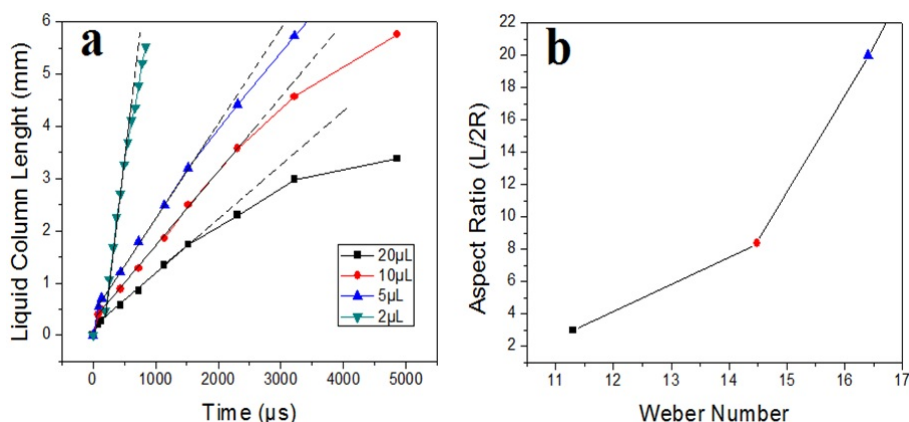 a
6
5
4
3
2
1
0
Liquid Column Lenght (mm)
0 1000 2000 3000 4000 5000
Time (µs)
20µL
10µL
5µL
2µL
b
22
20
18
16
14
12
10
8
6
4
2
Aspect Ratio (L/2R)
11 12 13 14 15 16 17
Weber Number